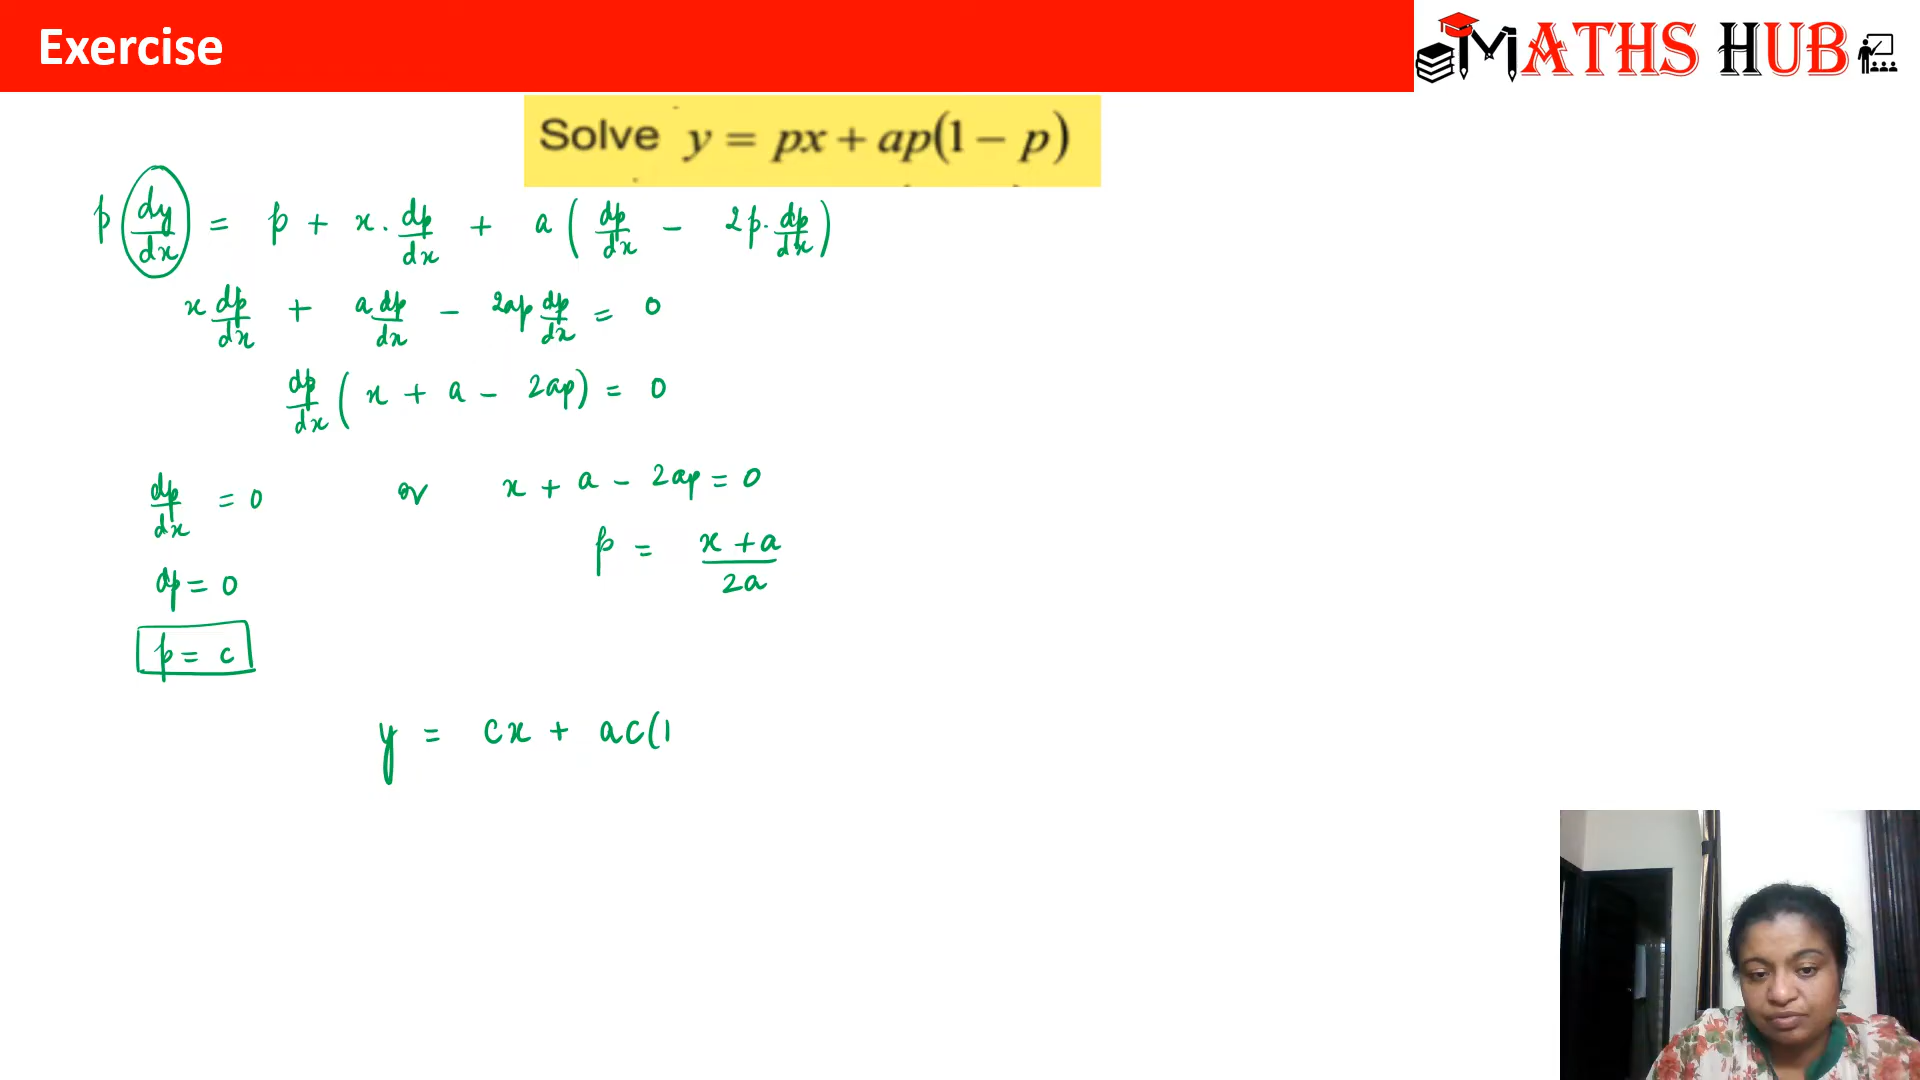 Exercise
MATHS HUB
Solve y = px + ap(1 − p)
p dy/dx = p + x . dp/dx + a ( dp/dx − 2p . dp/dx )
x dp/dx + a dp/dx − 2ap dp/dx = 0
dp/dx ( x + a − 2ap ) = 0
dp/dx = 0 or x + a − 2ap = 0
p = x + a / 2a
dp = 0
p = c
y = cx + ac(1